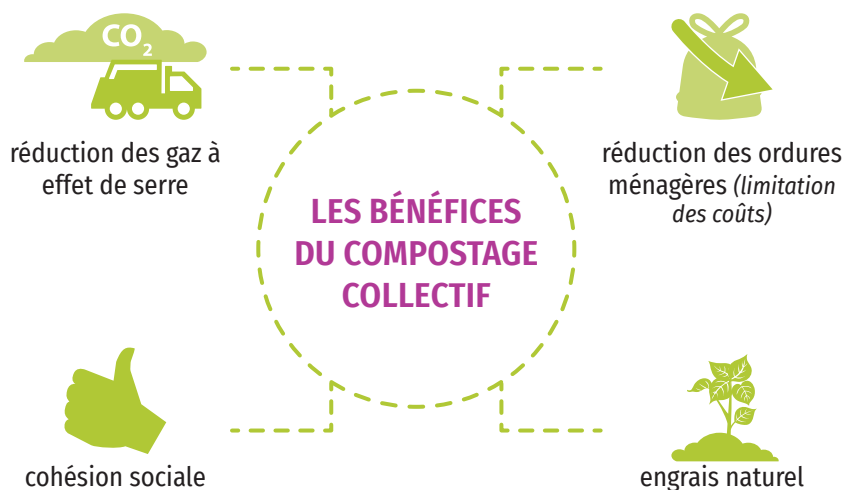 CO₂
réduction des gaz à
effet de serre
réduction des ordures
ménagères (limitation
des coûts)
LES BÉNÉFICES
DU COMPOSTAGE
COLLECTIF
cohésion sociale
engrais naturel